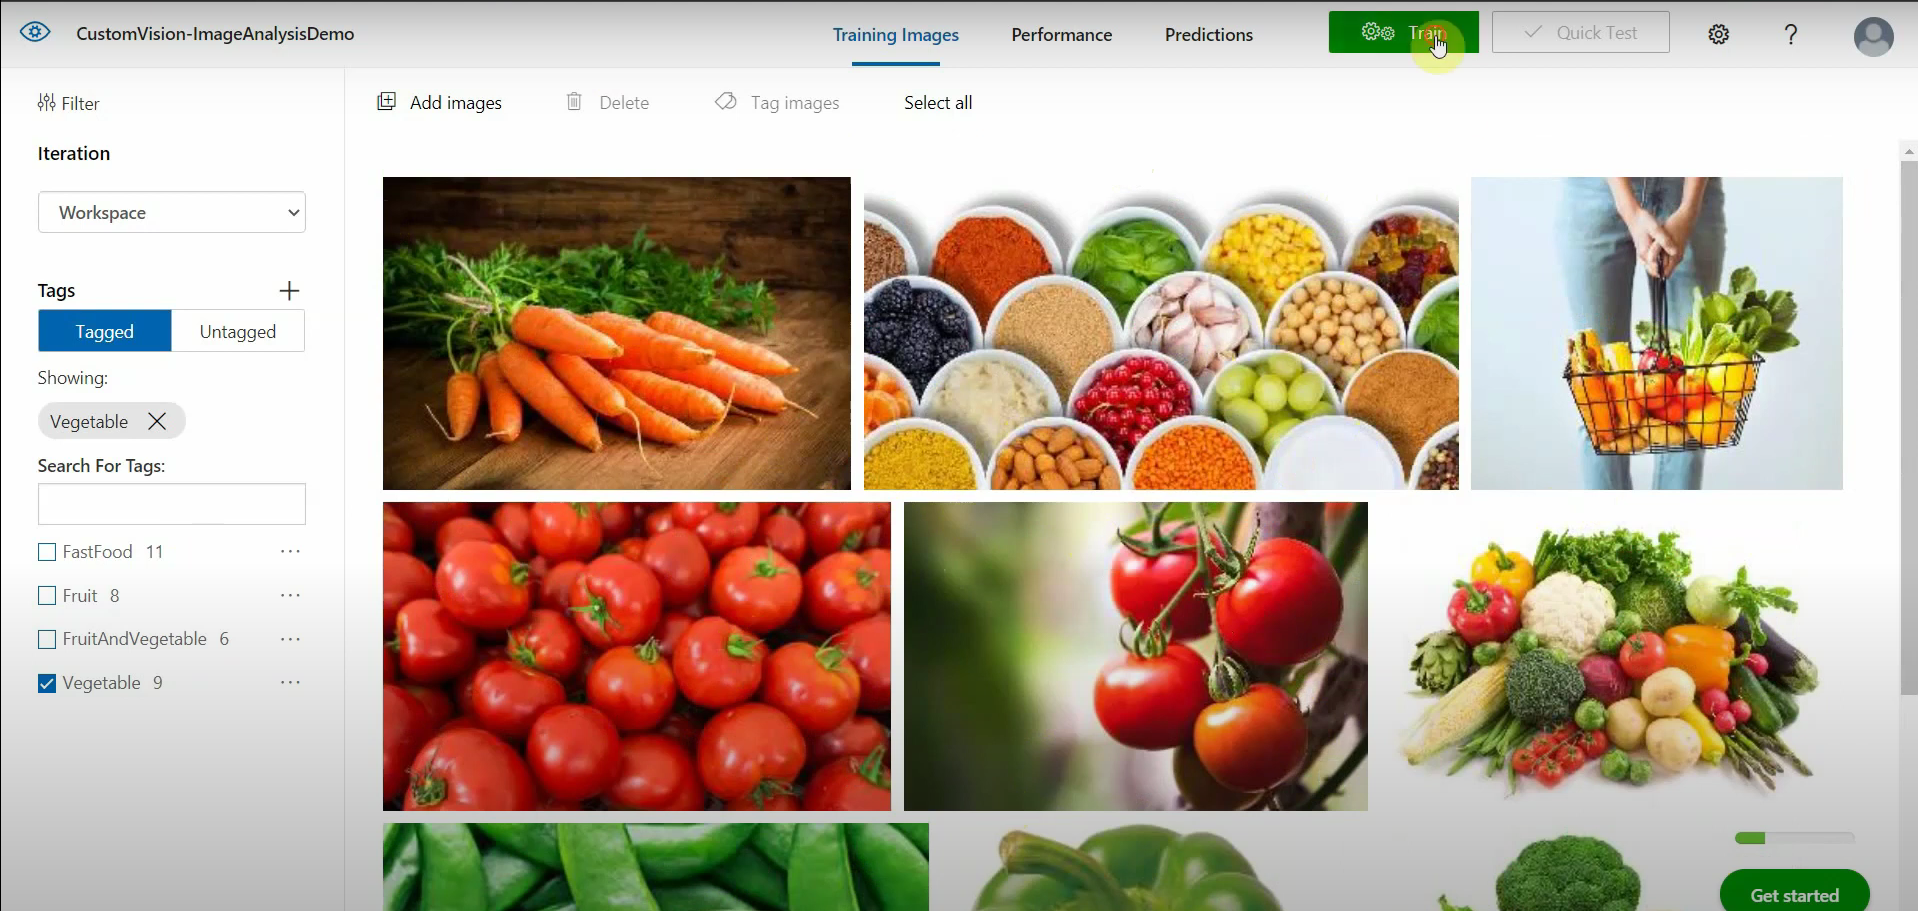 CustomVision-ImageAnalysisDemo
Training Images
Performance
Predictions
Train
Quick Test
?
Filter
Add images
Delete
Tag images
Select all
Iteration
Workspace
Tags
Tagged
Untagged
Showing:
Vegetable
Search For Tags:
FastFood 11
Fruit 8
FruitAndVegetable 6
Vegetable 9
Get started